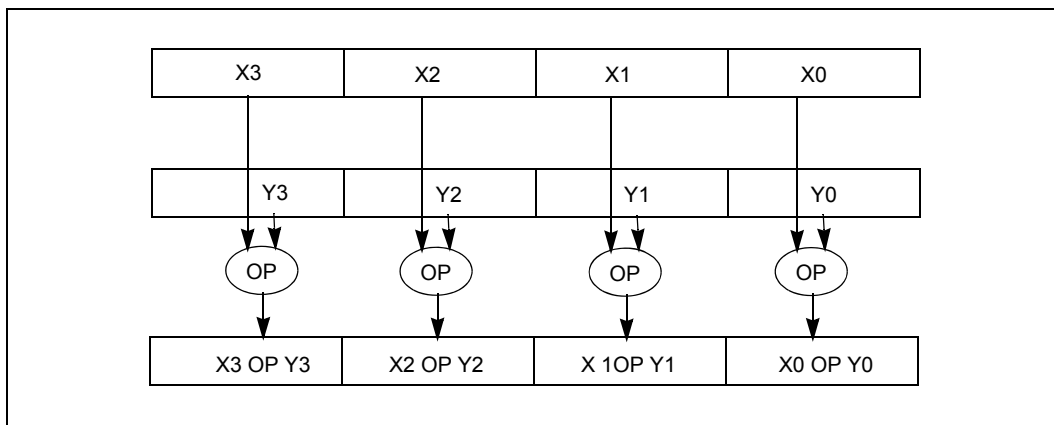 X3 X2 X1 X0
Y3 Y2 Y1 Y0
OP OP OP OP
X3 OP Y3 X2 OP Y2 X 1OP Y1 X0 OP Y0